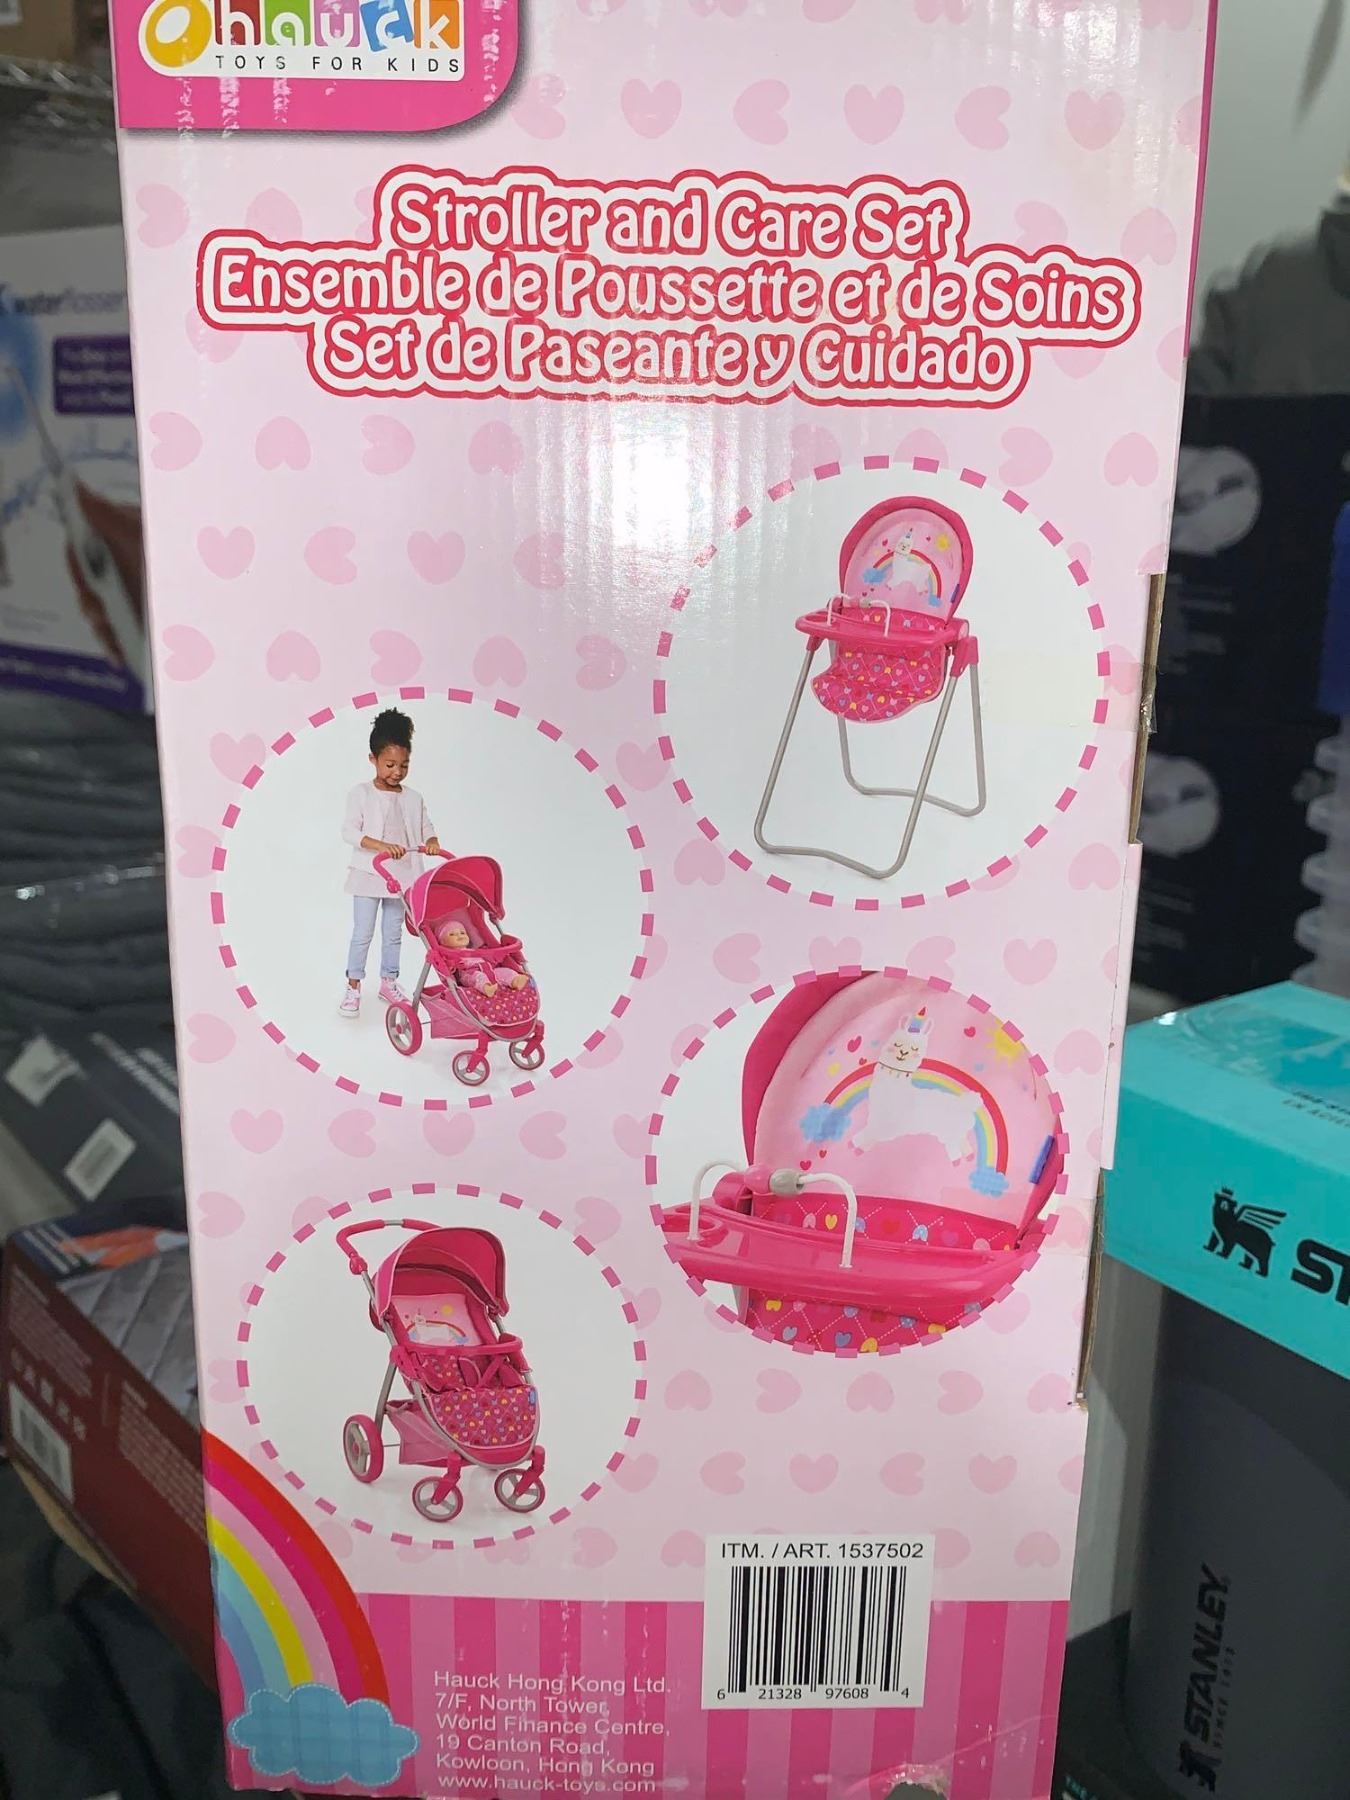 hauck
TOYS FOR KIDS
Stroller and Care Set
Ensemble de Poussette et de Soins
Set de Paseante y Cuidado
ITM. / ART. 1537502
6 21328 97608 4
Hauck Hong Kong Ltd.
7/F, North Tower,
World Finance Centre,
19 Canton Road,
Kowloon, Hong Kong
www.hauck-toys.com
STANLEY
SINCE 1913